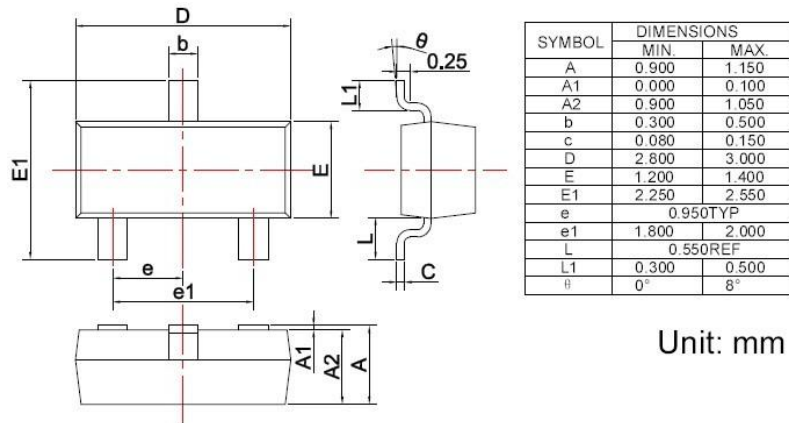 D
b
θ
0.25
L1
E1
E
L
C
e
e1
A1
A2
A
SYMBOL DIMENSIONS
MIN. MAX.
A 0.900 1.150
A1 0.000 0.100
A2 0.900 1.050
b 0.300 0.500
c 0.080 0.150
D 2.800 3.000
E 1.200 1.400
E1 2.250 2.550
e 0.950TYP
e1 1.800 2.000
L 0.550REF
L1 0.300 0.500
θ 0° 8°
Unit: mm